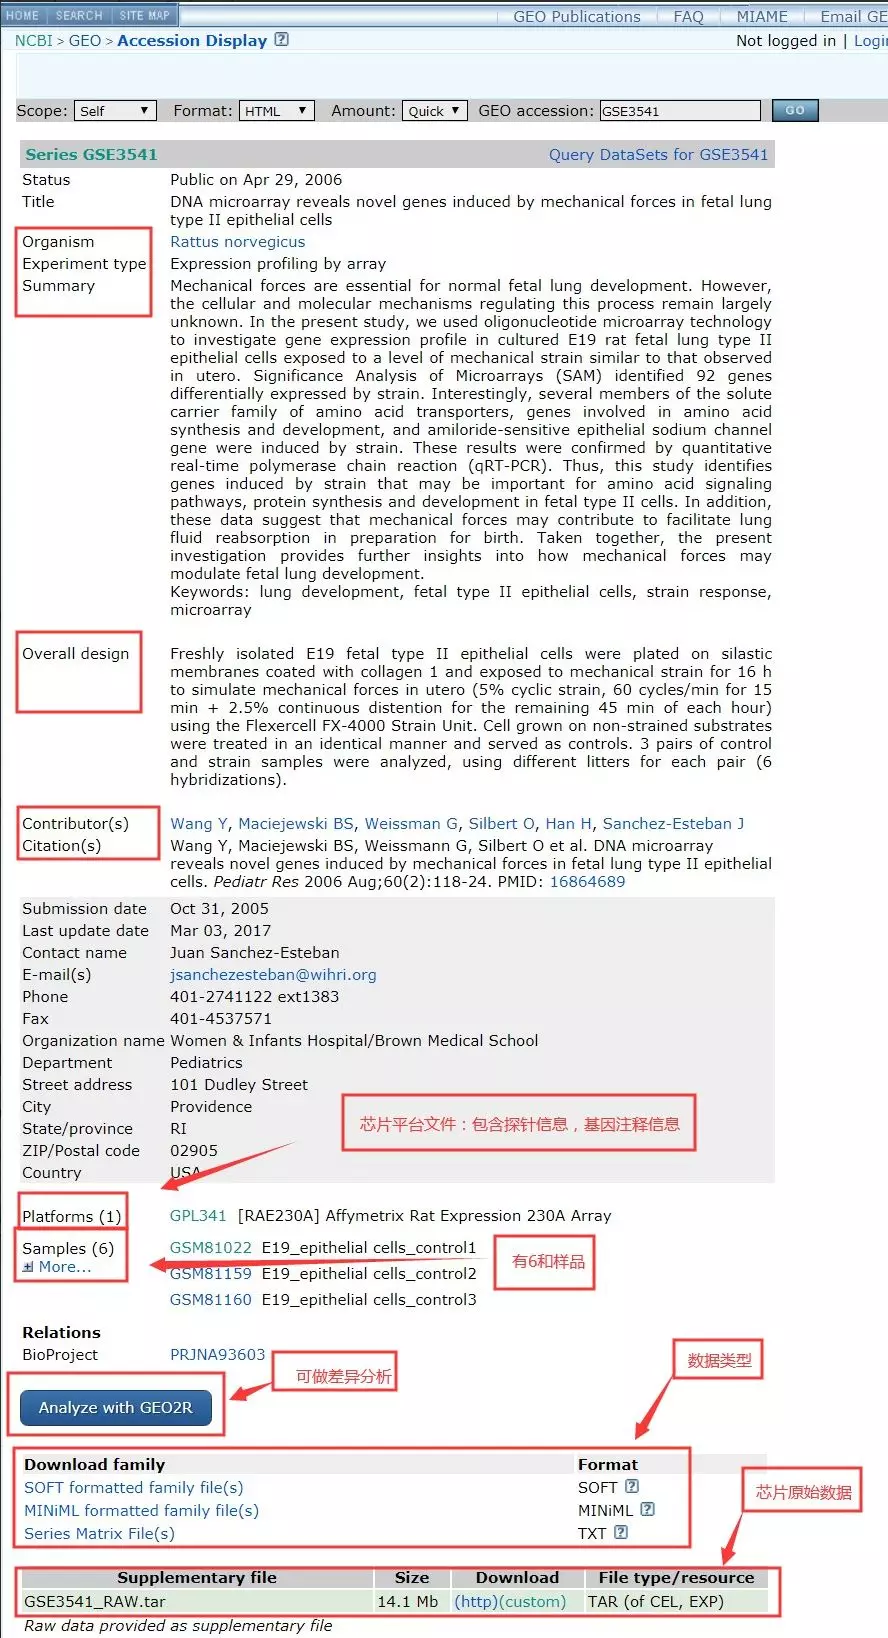 HOME SEARCH SITE MAP GEO Publications FAQ MIAME Email GE
NCBI > GEO > Accession Display ? Not logged in | Login
Scope: Self ▼ Format: HTML ▼ Amount: Quick ▼ GEO accession: GSE3541 GO
Series GSE3541 Query DataSets for GSE3541
Status Public on Apr 29, 2006
Title DNA microarray reveals novel genes induced by mechanical forces in fetal lung
type II epithelial cells
Organism Rattus norvegicus
Experiment type Expression profiling by array
Summary Mechanical forces are essential for normal fetal lung development. However,
the cellular and molecular mechanisms regulating this process remain largely
unknown. In the present study, we used oligonucleotide microarray technology
to investigate gene expression profile in cultured E19 rat fetal lung type II
epithelial cells exposed to a level of mechanical strain similar to that observed
in utero. Significance Analysis of Microarrays (SAM) identified 92 genes
differentially expressed by strain. Interestingly, several members of the solute
carrier family of amino acid transporters, genes involved in amino acid
synthesis and development, and amiloride-sensitive epithelial sodium channel
gene were induced by strain. These results were confirmed by quantitative
real-time polymerase chain reaction (qRT-PCR). Thus, this study identifies
genes induced by strain that may be important for amino acid signaling
pathways, protein synthesis and development in fetal type II cells. In addition,
these data suggest that mechanical forces may contribute to facilitate lung
fluid reabsorption in preparation for birth. Taken together, the present
investigation provides further insights into how mechanical forces may
modulate fetal lung development.
Keywords: lung development, fetal type II epithelial cells, strain response,
microarray
Overall design Freshly isolated E19 fetal type II epithelial cells were plated on silastic
membranes coated with collagen 1 and exposed to mechanical strain for 16 h
to simulate mechanical forces in utero (5% cyclic strain, 60 cycles/min for 15
min + 2.5% continuous distention for the remaining 45 min of each hour)
using the Flexercell FX-4000 Strain Unit. Cell grown on non-strained substrates
were treated in an identical manner and served as controls. 3 pairs of control
and strain samples were analyzed, using different litters for each pair (6
hybridizations).
Contributor(s) Wang Y, Maciejewski BS, Weissman G, Silbert O, Han H, Sanchez-Esteban J
Citation(s) Wang Y, Maciejewski BS, Weissmann G, Silbert O et al. DNA microarray
reveals novel genes induced by mechanical forces in fetal lung type II epithelial
cells. Pediatr Res 2006 Aug;60(2):118-24. PMID: 16864689
Submission date Oct 31, 2005
Last update date Mar 03, 2017
Contact name Juan Sanchez-Esteban
E-mail(s) jsanchezesteban@wihri.org
Phone 401-2741122 ext1383
Fax 401-4537571
Organization name Women & Infants Hospital/Brown Medical School
Department Pediatrics
Street address 101 Dudley Street
City Providence
芯片平台文件：包含探针信息，基因注释信息
State/province RI
ZIP/Postal code 02905
Country USA
Platforms (1) GPL341 [RAE230A] Affymetrix Rat Expression 230A Array
Samples (6) GSM81022 E19_epithelial cells_control1
More... GSM81159 E19_epithelial cells_control2
有6和样品
GSM81160 E19_epithelial cells_control3
Relations
BioProject PRJNA93603
数据类型
可做差异分析
Analyze with GEO2R
Download family Format
SOFT formatted family file(s) SOFT ?
MINiML formatted family file(s) MINiML ?
Series Matrix File(s) TXT ?
芯片原始数据
Supplementary file Size Download File type/resource
GSE3541_RAW.tar 14.1 Mb (http)(custom) TAR (of CEL, EXP)
Raw data provided as supplementary file